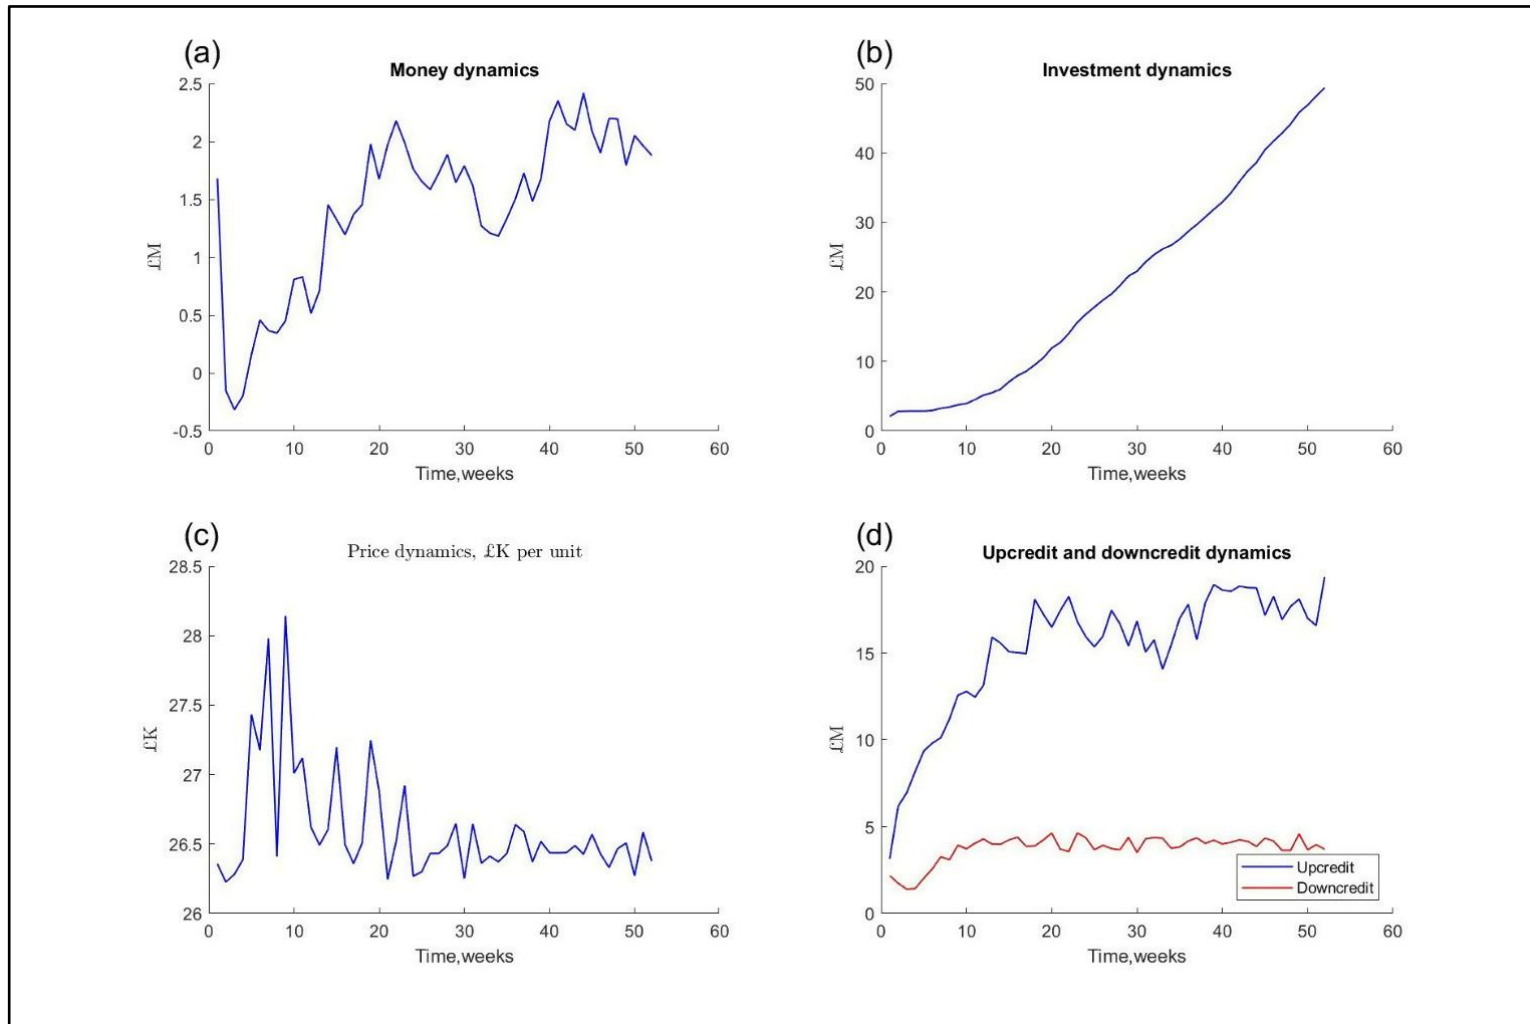 (a)
Money dynamics
2.5
2
1.5
1
0.5
0
-0.5
£M
0 10 20 30 40 50 60
Time,weeks
(b)
Investment dynamics
50
40
30
20
10
0
£M
0 10 20 30 40 50 60
Time,weeks
(c)
Price dynamics, £K per unit
28.5
28
27.5
27
26.5
26
£K
0 10 20 30 40 50 60
Time,weeks
(d)
Upcredit and downcredit dynamics
20
15
10
5
0
£M
Upcredit
Downcredit
0 10 20 30 40 50 60
Time,weeks